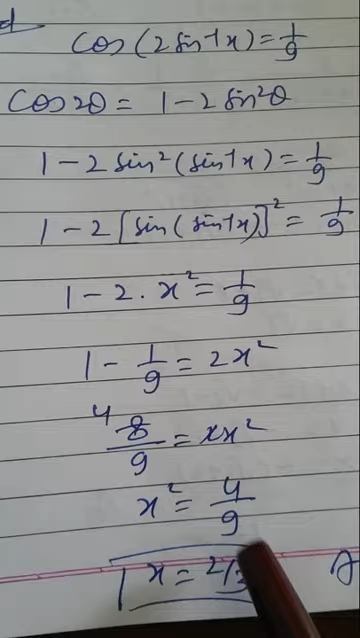 cos(2sin⁻¹x) = 1/9
cos2θ = 1 - 2sin²θ
1 - 2sin²(sin⁻¹x) = 1/9
1 - 2[sin(sin⁻¹x)]² = 1/9
1 - 2.x² = 1/9
1 - 1/9 = 2x²
4 8/9 = 2x²
x² = 4/9
x = 2/3